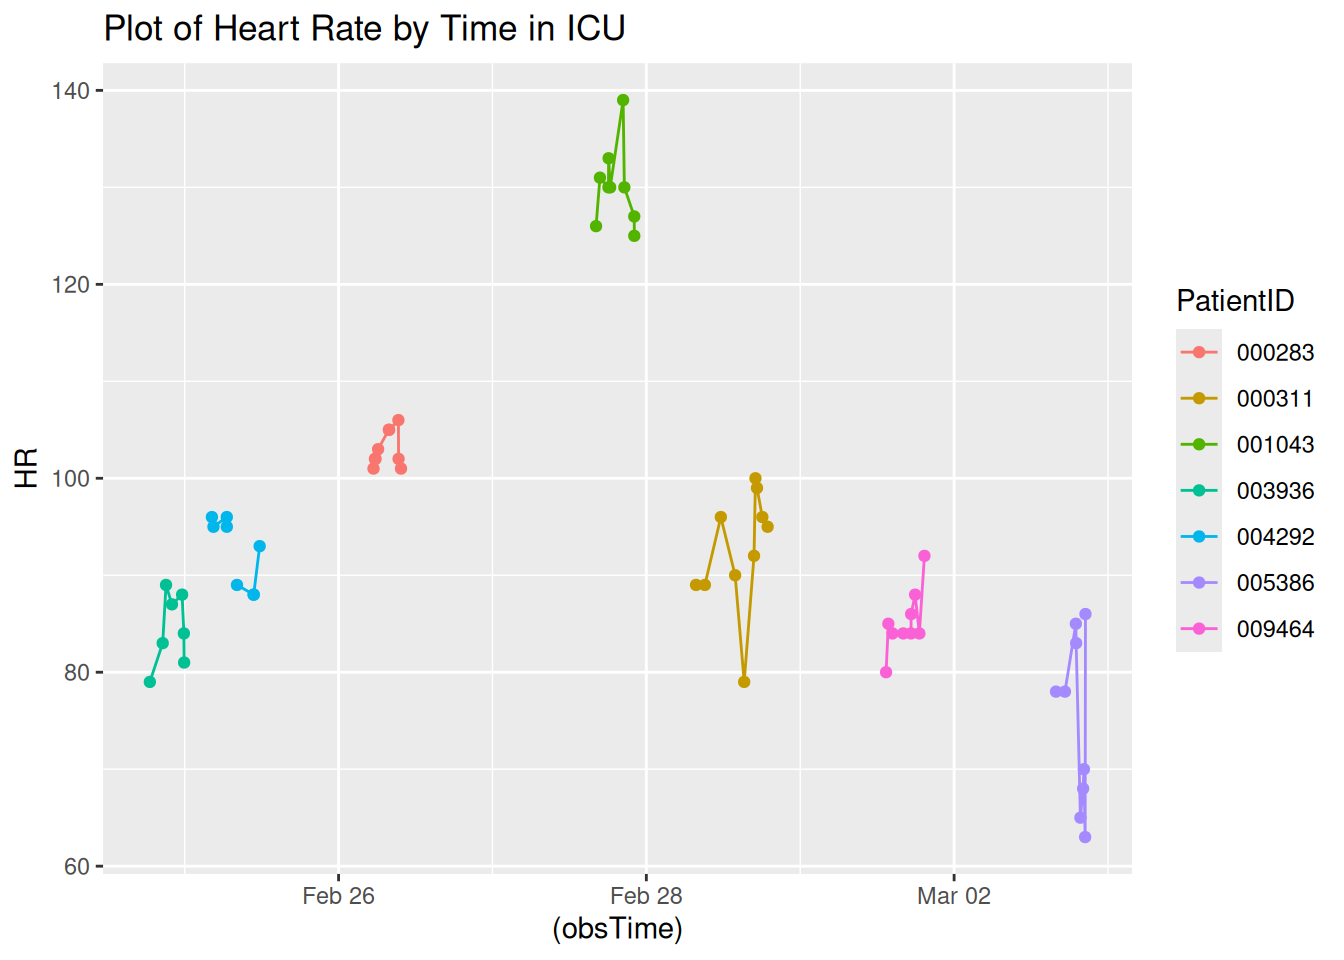 Plot of Heart Rate by Time in ICU
140
120
100
80
60
HR
Feb 26
Feb 28
Mar 02
(obsTime)
PatientID
000283
000311
001043
003936
004292
005386
009464